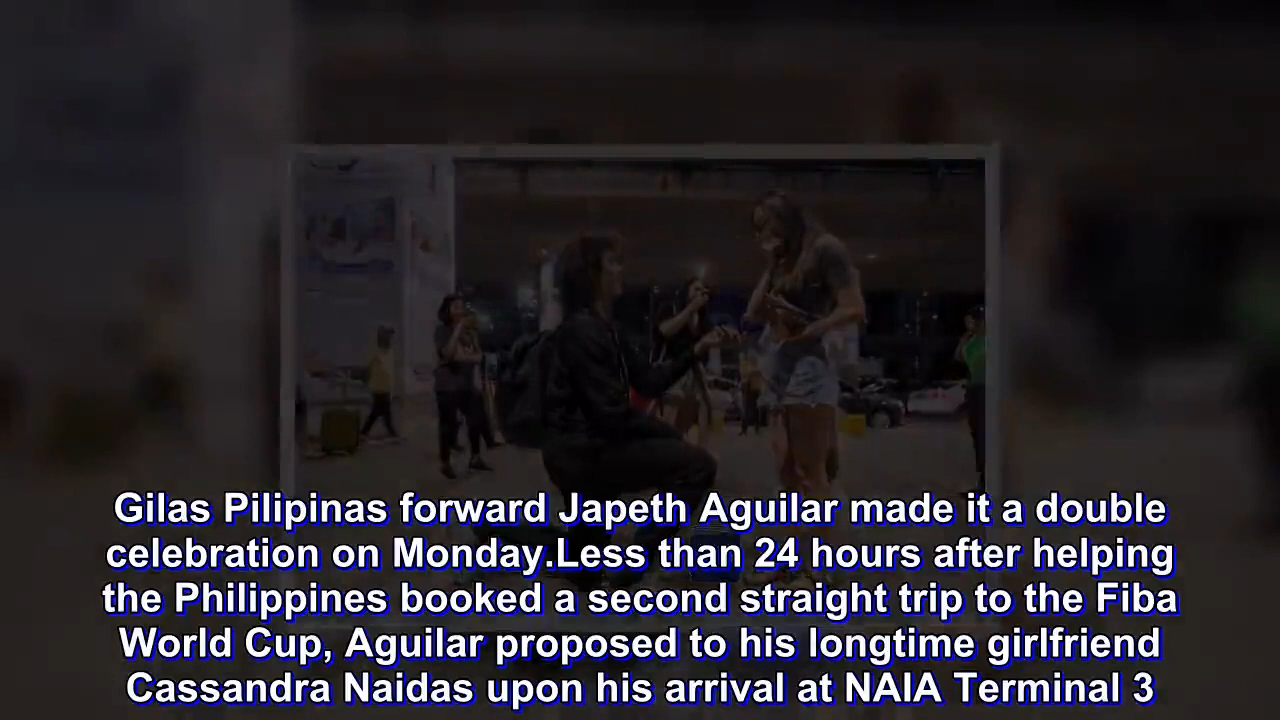 Gilas Pilipinas forward Japeth Aguilar made it a double
celebration on Monday.Less than 24 hours after helping
the Philippines booked a second straight trip to the Fiba
World Cup, Aguilar proposed to his longtime girlfriend
Cassandra Naidas upon his arrival at NAIA Terminal 3